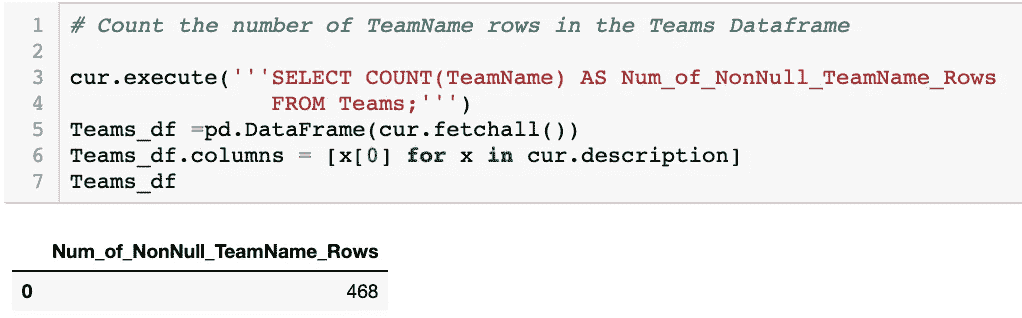 1 # Count the number of TeamName rows in the Teams Dataframe
2
3 cur.execute('''SELECT COUNT(TeamName) AS Num_of_NonNull_TeamName_Rows
4 FROM Teams;''')
5 Teams_df =pd.DataFrame(cur.fetchall())
6 Teams_df.columns = [x[0] for x in cur.description]
7 Teams_df
Num_of_NonNull_TeamName_Rows
0 468